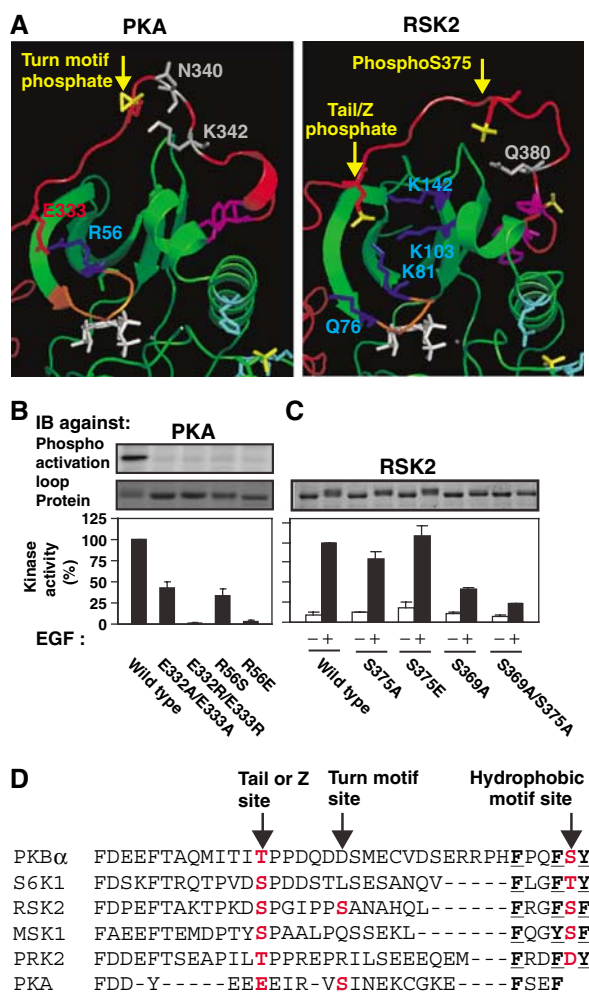 A
PKA
RSK2
Turn motif
phosphate
N340
K342
E333
R56
PhosphoS375
Tail/Z
phosphate
Q380
K142
K103
K81
Q76
B
IB against:
PKA
Phospho
activation
loop
Protein
C
RSK2
Kinase
activity
(%)
125
100
75
50
25
0
EGF :
– + – + – + – + – +
Wild type
E332A/E333A
E332R/E333R
R56S
R56E
Wild type
S375A
S375E
S369A
S369A/S375A
D
Tail or Z
site
Turn motif
site
Hydrophobic
motif site
PKBα FDEEFTAQMITITPPDQDDSMECVDSERRPHFPQFSY
S6K1 FDSKFTRQTPVDSPDDSTLSESANQV-----FLGFTY
RSK2 FDPEFTAKTPKDSPGIPPSANAHQL------FRGFSF
MSK1 FAEEFTEMDPTYSPAALPQSSEKL-------FQGYSF
PRK2 FDEEFTSEAPILTPPREPRILSEEEQEM---FRDFDY
PKA FDD-Y----EEEEIR-VSINEKCGKE-----FSEF